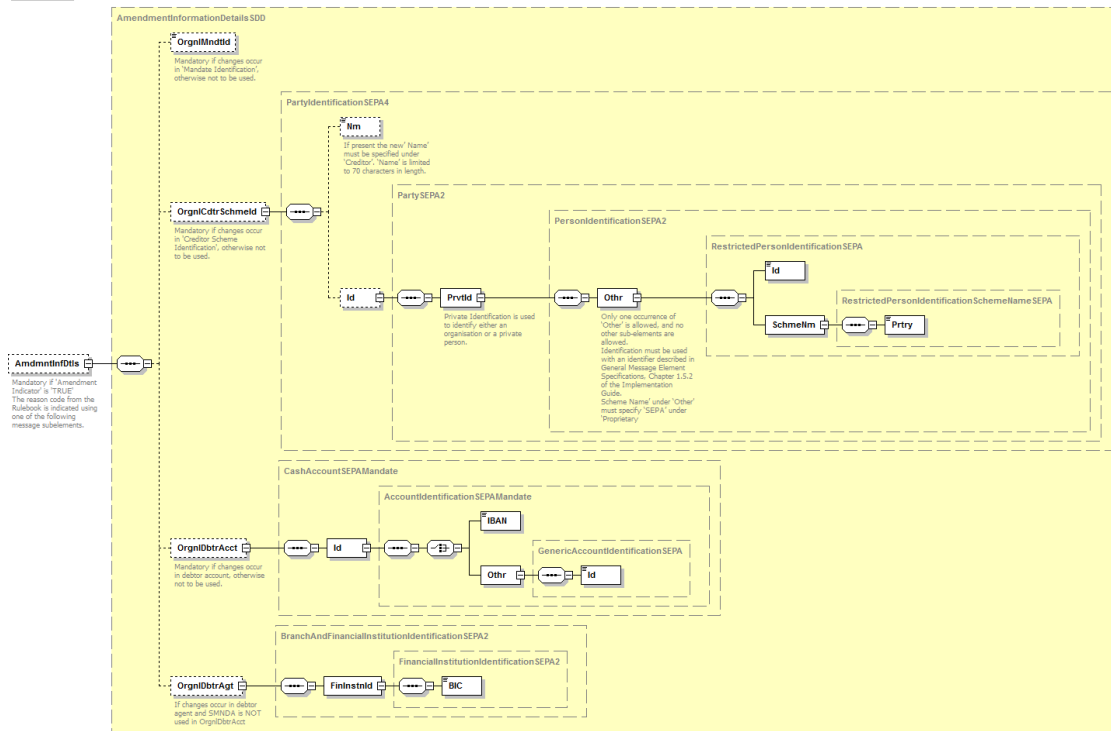 AmendmentInformationDetailsSDD
OrgnlMndtId
Mandatory if changes occur
in 'Mandate Identification',
otherwise not to be used.
PartyIdentificationSEPA4
Nm
If present the new' Name'
must be specified under
'Creditor'. 'Name' is limited
to 70 characters in length.
PartySEPA2
PersonIdentificationSEPA2
RestrictedPersonIdentificationSEPA
Id
RestrictedPersonIdentificationSchemeNameSEPA
SchmeNm
Prtry
OrgnlCdtrSchmeId
Mandatory if changes occur
in 'Creditor Scheme
Identification', otherwise not
to be used.
Id
PrvtId
Private Identification is used
to identify either an
organisation or a private
person.
Othr
Only one occurrence of
'Other' is allowed, and no
other sub-elements are
allowed.
Identification must be used
with an identifier described in
General Message Element
Specifications, Chapter 1.5.2
of the Implementation
Guide.
Scheme Name' under 'Other'
must specify 'SEPA' under
'Proprietary
AmdmntInfDtls
Mandatory if 'Amendment
Indicator' is 'TRUE'
The reason code from the
Rulebook is indicated using
one of the following
message subelements.
CashAccountSEPAMandate
AccountIdentificationSEPAMandate
IBAN
GenericAccountIdentificationSEPA
OrgnlDbtrAcct
Mandatory if changes occur
in debtor account, otherwise
not to be used.
Id
Othr
Id
BranchAndFinancialInstitutionIdentificationSEPA2
FinancialInstitutionIdentificationSEPA2
OrgnlDbtrAgt
If changes occur in debtor
agent and SMNDA is NOT
used in OrgnlDbtrAcct
FinInstnId
BIC